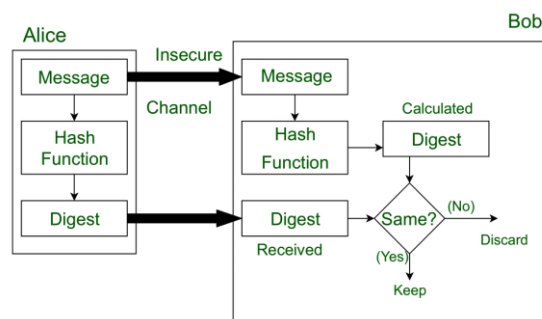 Alice
Bob
Insecure
Message
Message
Channel
Calculated
Hash
Function
Hash
Function
Digest
Digest
Digest
Same?
(No)
Received
(Yes)
Discard
Keep